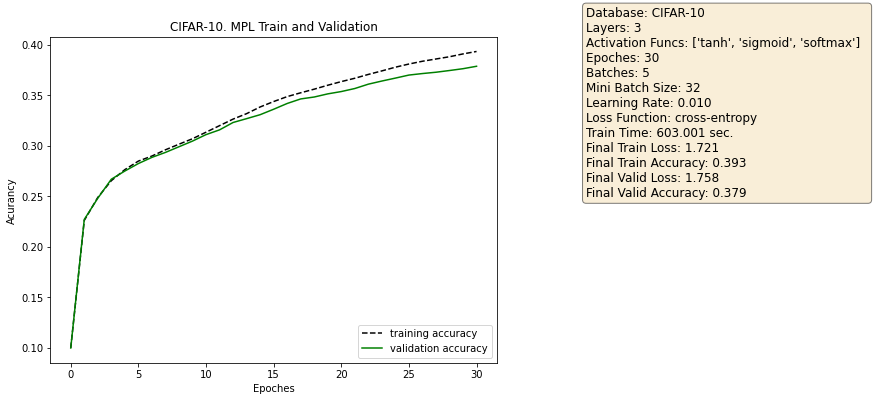 CIFAR-10. MPL Train and Validation
Acurancy
0.40
0.35
0.30
0.25
0.20
0.15
0.10
0
5
10
15
20
25
30
Epoches
training accuracy
validation accuracy
Database: CIFAR-10
Layers: 3
Activation Funcs: ['tanh', 'sigmoid', 'softmax']
Epoches: 30
Batches: 5
Mini Batch Size: 32
Learning Rate: 0.010
Loss Function: cross-entropy
Train Time: 603.001 sec.
Final Train Loss: 1.721
Final Train Accuracy: 0.393
Final Valid Loss: 1.758
Final Valid Accuracy: 0.379